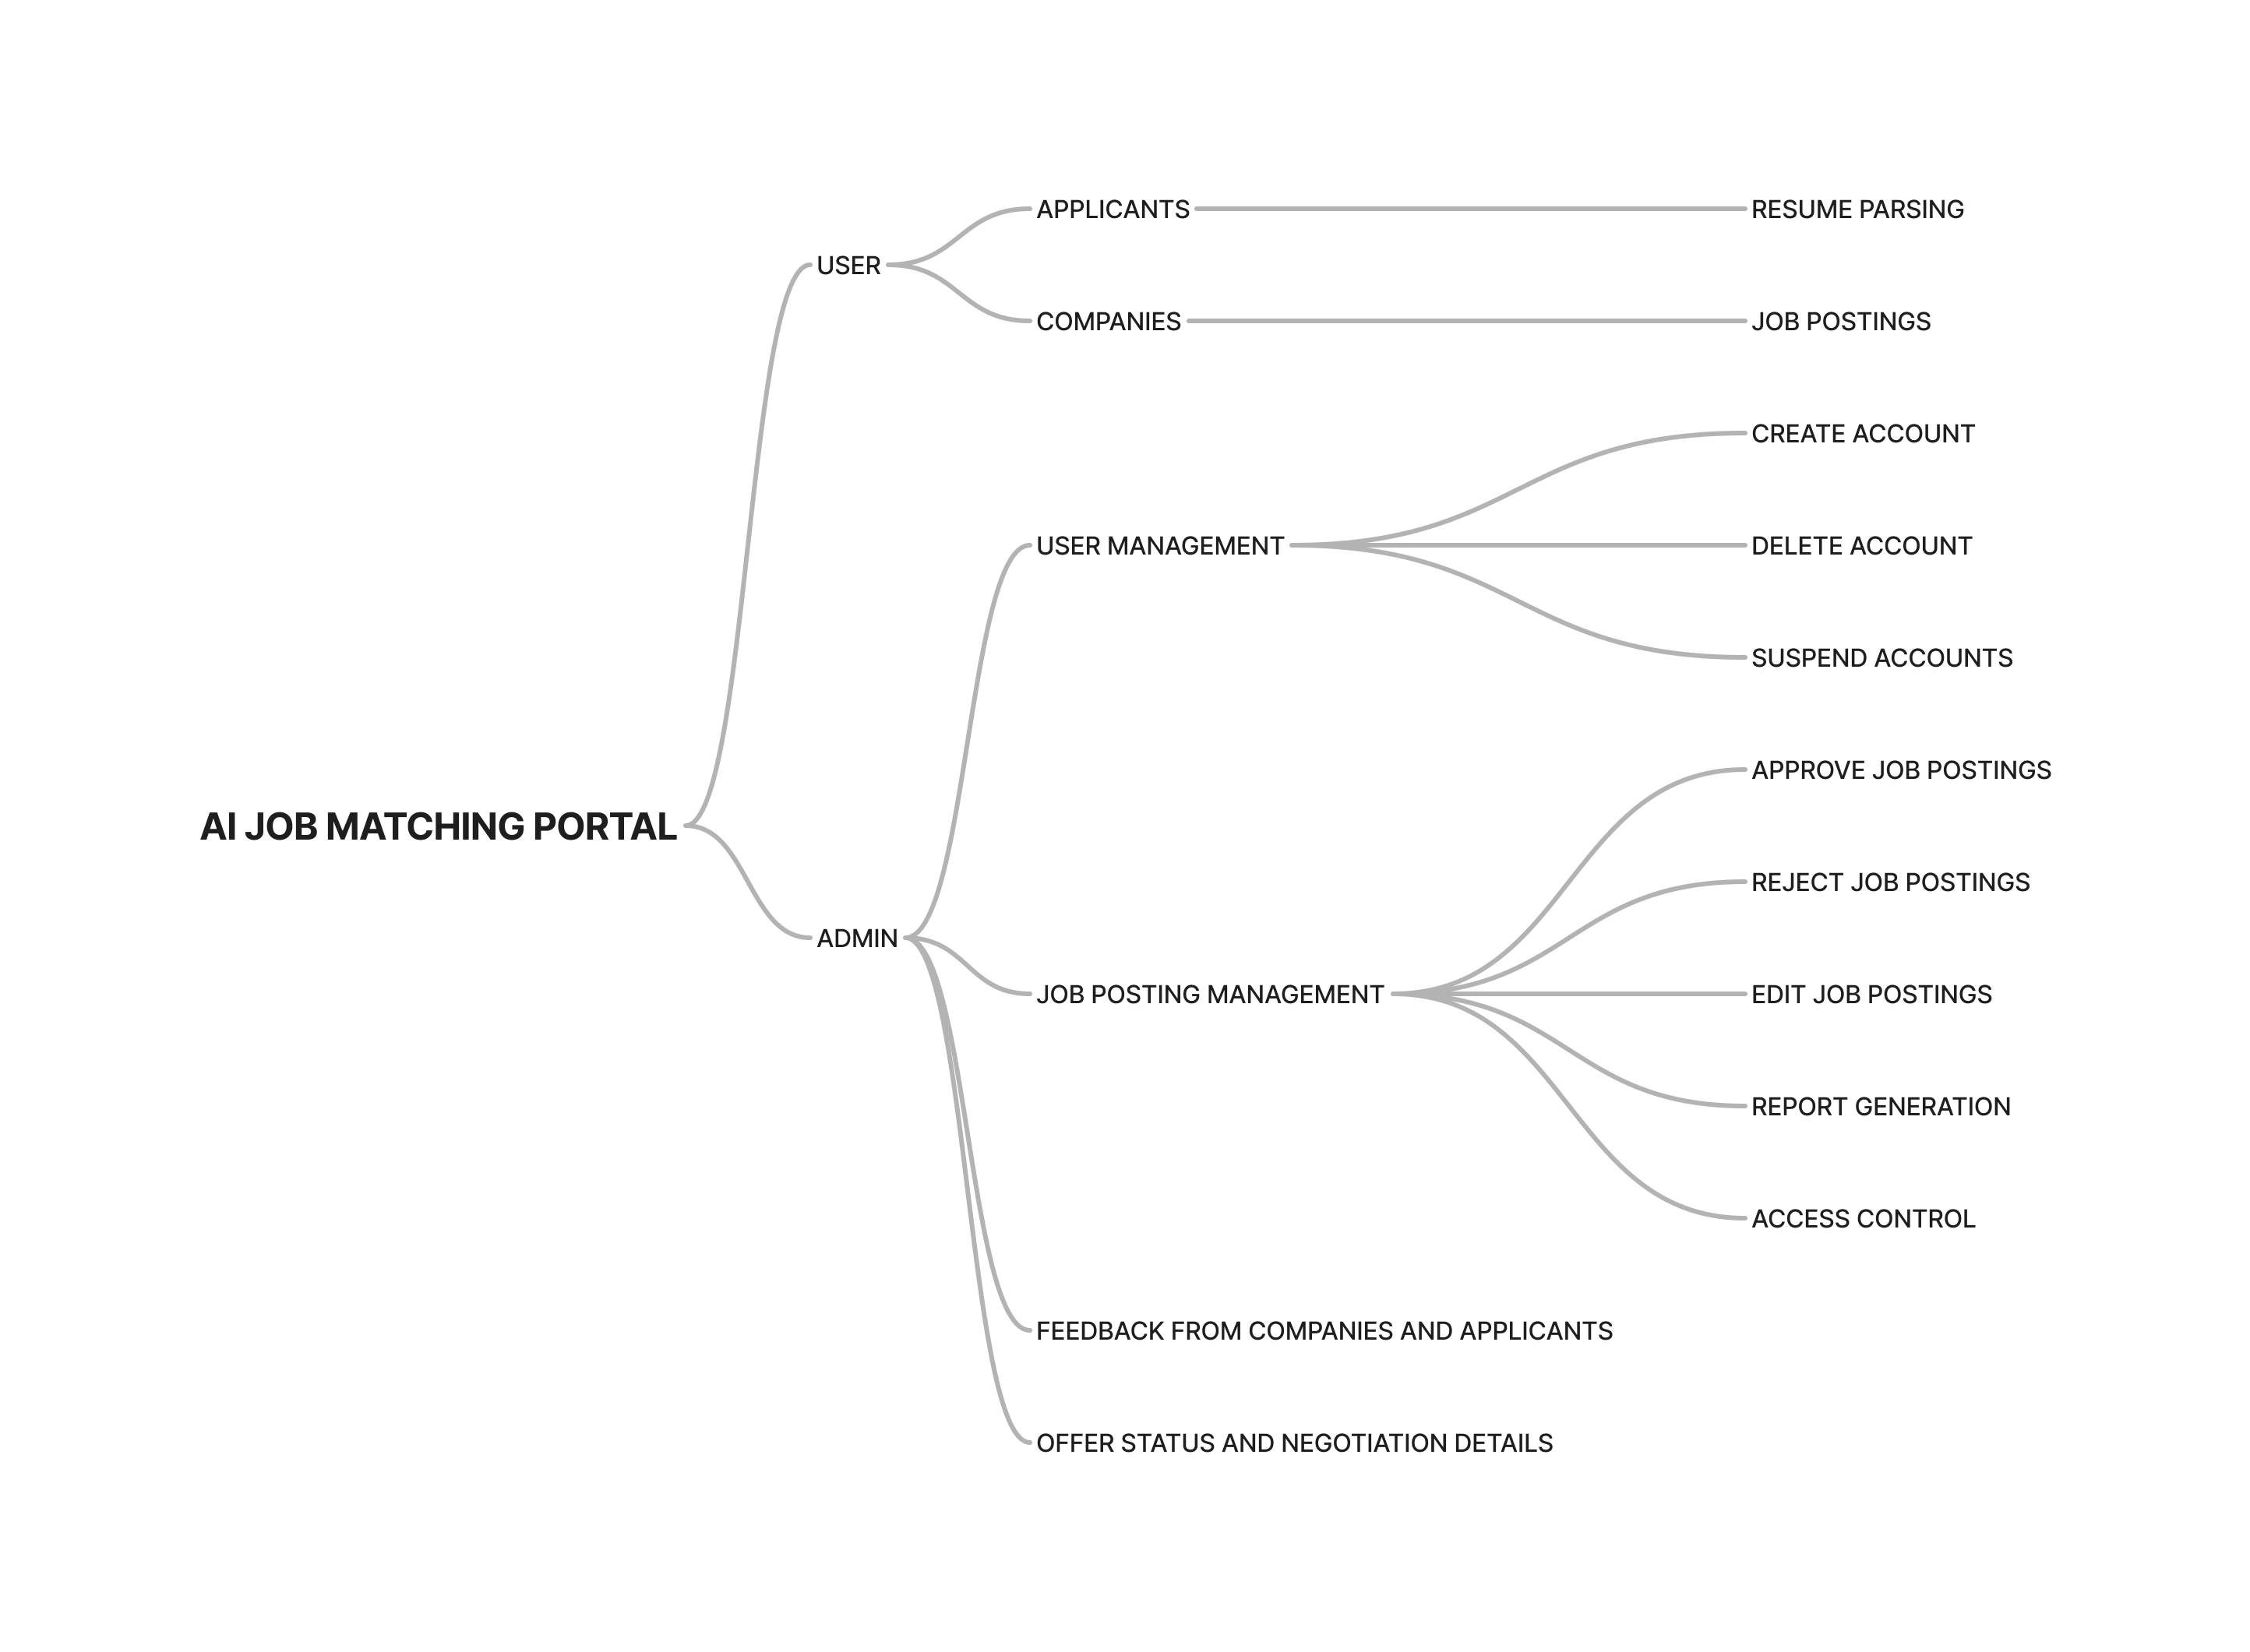 AI JOB MATCHING PORTAL
USER
APPLICANTS
RESUME PARSING
COMPANIES
JOB POSTINGS
ADMIN
USER MANAGEMENT
CREATE ACCOUNT
DELETE ACCOUNT
SUSPEND ACCOUNTS
JOB POSTING MANAGEMENT
APPROVE JOB POSTINGS
REJECT JOB POSTINGS
EDIT JOB POSTINGS
REPORT GENERATION
ACCESS CONTROL
FEEDBACK FROM COMPANIES AND APPLICANTS
OFFER STATUS AND NEGOTIATION DETAILS